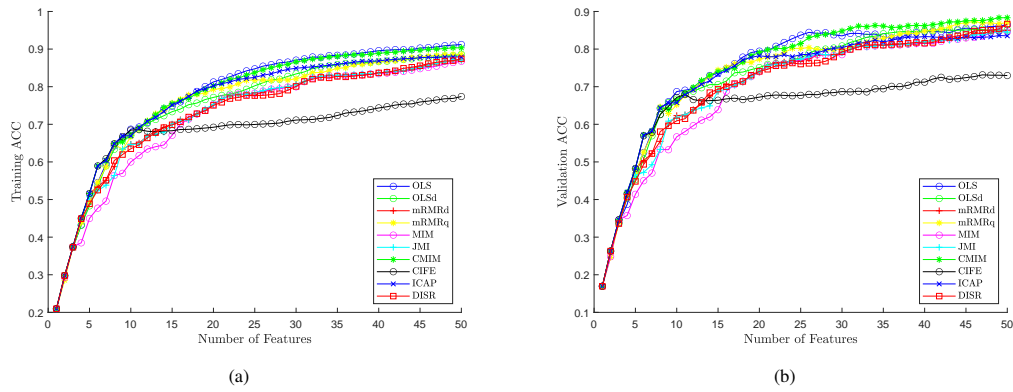 0.9
0.8
0.7
0.6
0.5
0.4
0.3
0.2
Training ACC
0 5 10 15 20 25 30 35 40 45 50
Number of Features
OLS
OLSd
mRMRd
mRMRq
MIM
JMI
CMIM
CIFE
ICAP
DISR
(a)
0.9
0.8
0.7
0.6
0.5
0.4
0.3
0.2
Validation ACC
0 5 10 15 20 25 30 35 40 45 50
Number of Features
OLS
OLSd
mRMRd
mRMRq
MIM
JMI
CMIM
CIFE
ICAP
DISR
(b)